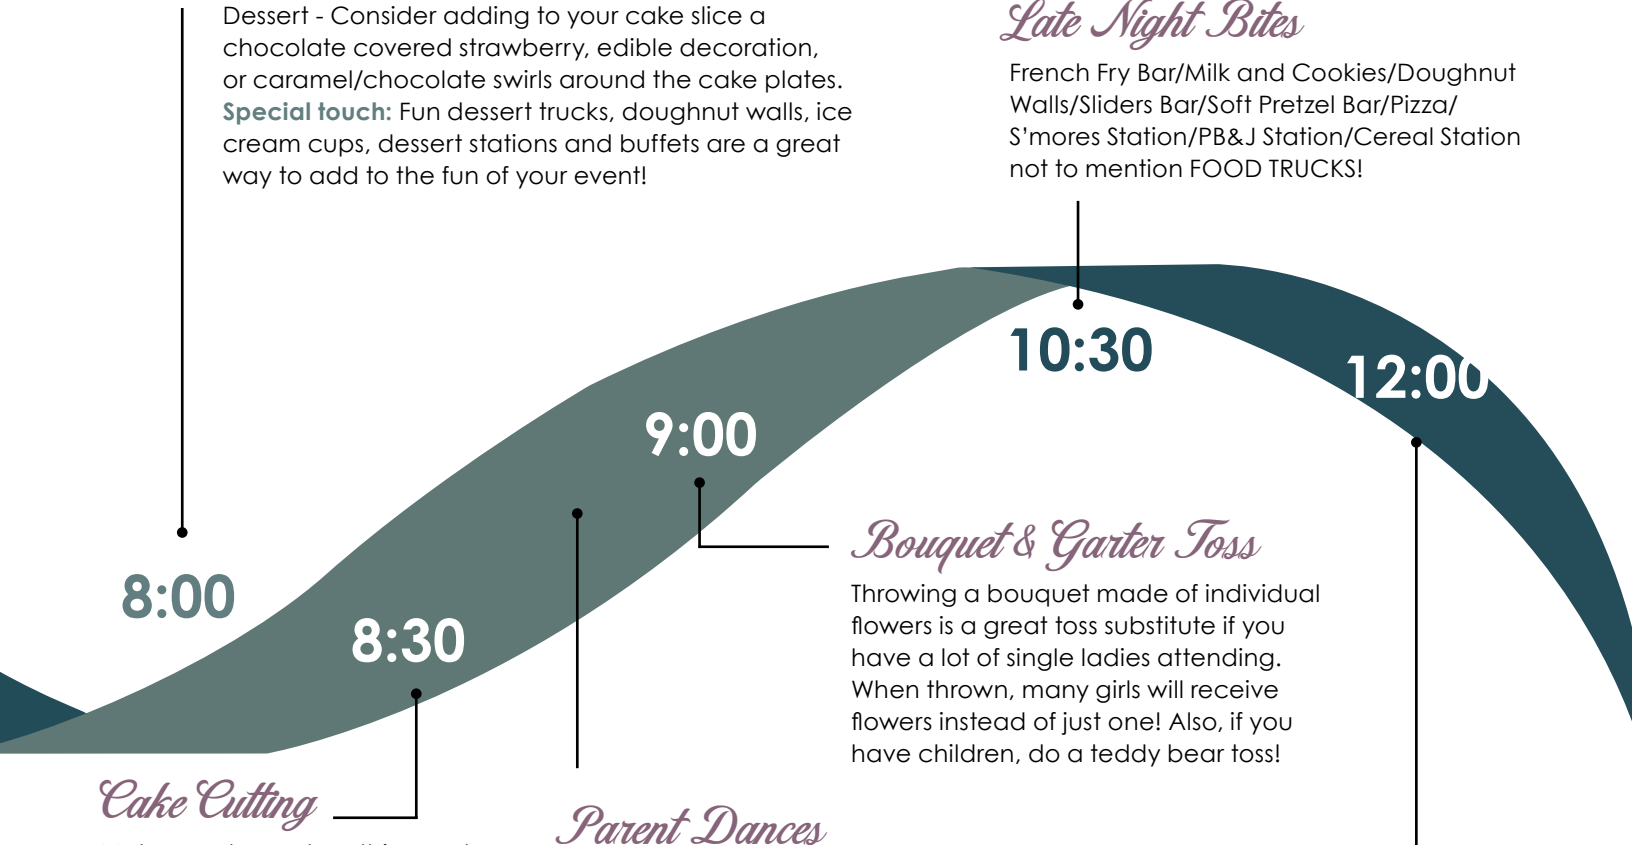 Dessert - Consider adding to your cake slice a
chocolate covered strawberry, edible decoration,
or caramel/chocolate swirls around the cake plates.
Special touch: Fun dessert trucks, doughnut walls, ice
cream cups, dessert stations and buffets are a great
way to add to the fun of your event!
Late Night Bites
French Fry Bar/Milk and Cookies/Doughnut
Walls/Sliders Bar/Soft Pretzel Bar/Pizza/
S’mores Station/PB&J Station/Cereal Station
not to mention FOOD TRUCKS!
8:00
8:30
9:00
10:30
12:00
Bouquet & Garter Toss
Throwing a bouquet made of individual
flowers is a great toss substitute if you
have a lot of single ladies attending.
When thrown, many girls will receive
flowers instead of just one! Also, if you
have children, do a teddy bear toss!
Cake Cutting
Parent Dances